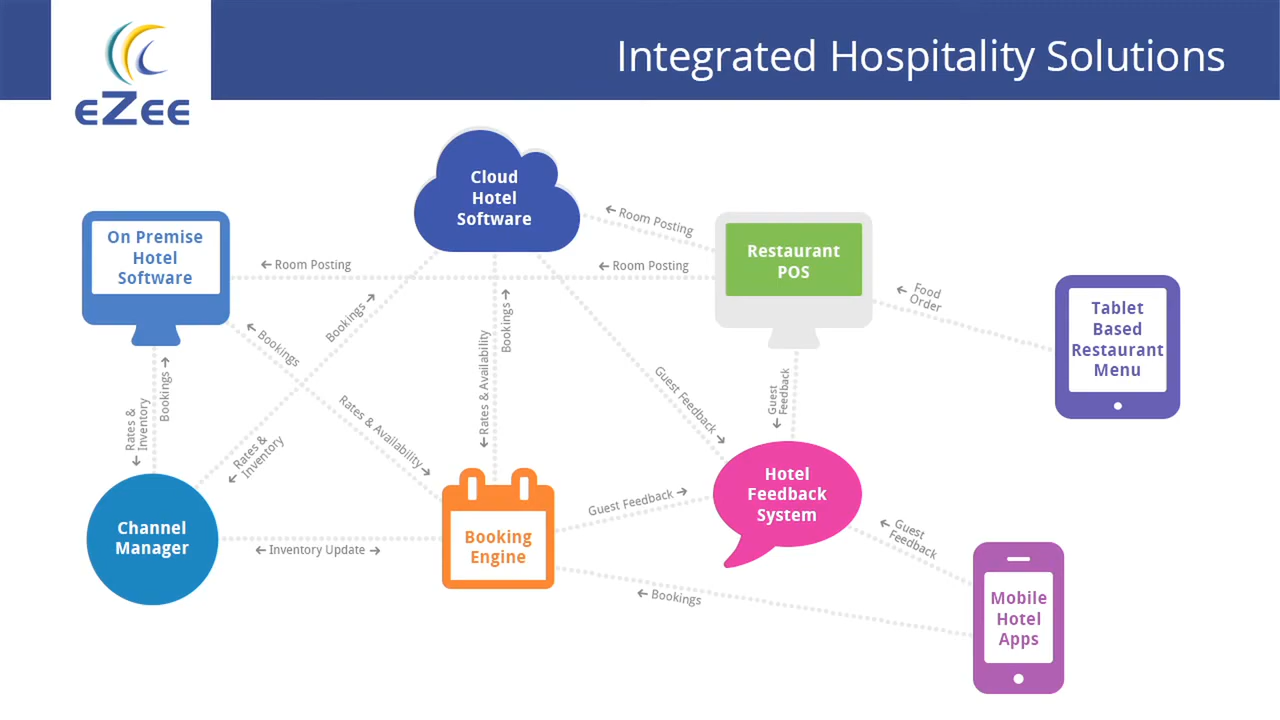 eZee
Integrated Hospitality Solutions
Cloud
Hotel
Software
On Premise
Hotel
Software
← Room Posting
← Room Posting
← Room Posting
Restaurant
POS
← Food
Order
Tablet
Based
Restaurant
Menu
Bookings →
← Bookings
Bookings →
Bookings →
← Rates &
Inventory
← Rates &
Inventory
Rates & Availability →
← Rates & Availability
Guest Feedback →
Guest
Feedback
←
Channel
Manager
← Inventory Update →
Booking
Engine
Guest Feedback →
Hotel
Feedback
System
← Guest
Feedback
← Bookings
Mobile
Hotel
Apps